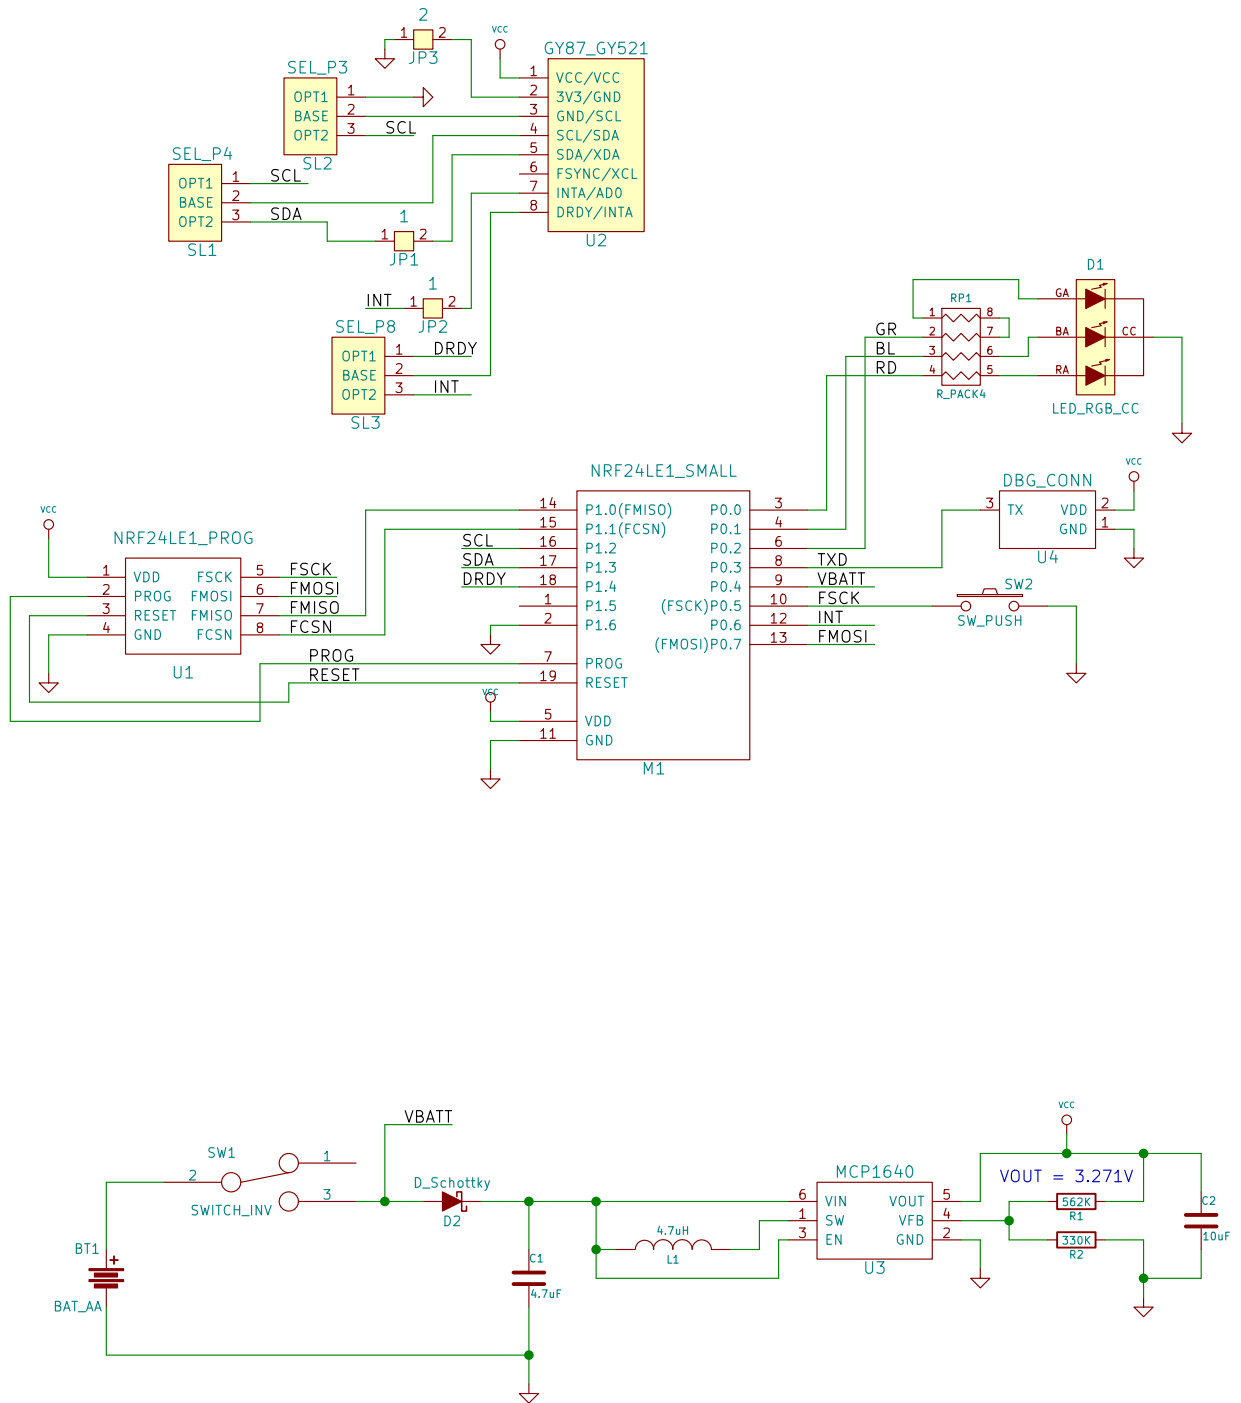 2
1 2
JP3
VCC
GY87_GY521
1 VCC/VCC
2 3V3/GND
3 GND/SCL
4 SCL/SDA
5 SDA/XDA
6 FSYNC/XCL
7 INTA/AD0
8 DRDY/INTA
U2
SEL_P3
OPT1 1
BASE 2
OPT2 3 SCL
SL2
SEL_P4
OPT1 1 SCL
BASE 2
OPT2 3 SDA
SL1
1
1 2
JP1
1
INT 1 2
JP2
SEL_P8
OPT1 1 DRDY
BASE 2
OPT2 3 INT
SL3
D1
GA
BA CC
RA
LED_RGB_CC
RP1
1 8
GR 2 7
BL 3 6
RD 4 5
R_PACK4
NRF24LE1_SMALL
14 P1.0(FMISO) P0.0 3
15 P1.1(FCSN) P0.1 4
SCL 16 P1.2 P0.2 6
SDA 17 P1.3 P0.3 8 TXD
DRDY 18 P1.4 P0.4 9 VBATT
1 P1.5 (FSCK)P0.5 10 FSCK
2 P1.6 P0.6 12 INT
(FMOSI)P0.7 13 FMOSI
PROG 7 PROG
RESET 19 RESET
VCC
5 VDD
11 GND
M1
VCC
DBG_CONN
3 TX VDD 2
GND 1
U4
SW2
SW_PUSH
VCC
NRF24LE1_PROG
1 VDD FSCK 5 FSCK
2 PROG FMOSI 6 FMOSI
3 RESET FMISO 7 FMISO
4 GND FCSN 8 FCSN
U1
VBATT
SW1
1
2
3
SWITCH_INV
D_Schottky
D2
BT1
BAT_AA
C1
4.7uF
4.7uH
L1
MCP1640
6 VIN VOUT 5
1 SW VFB 4
3 EN GND 2
U3
VCC
VOUT = 3.271V
562K
R1
330K
R2
C2
10uF